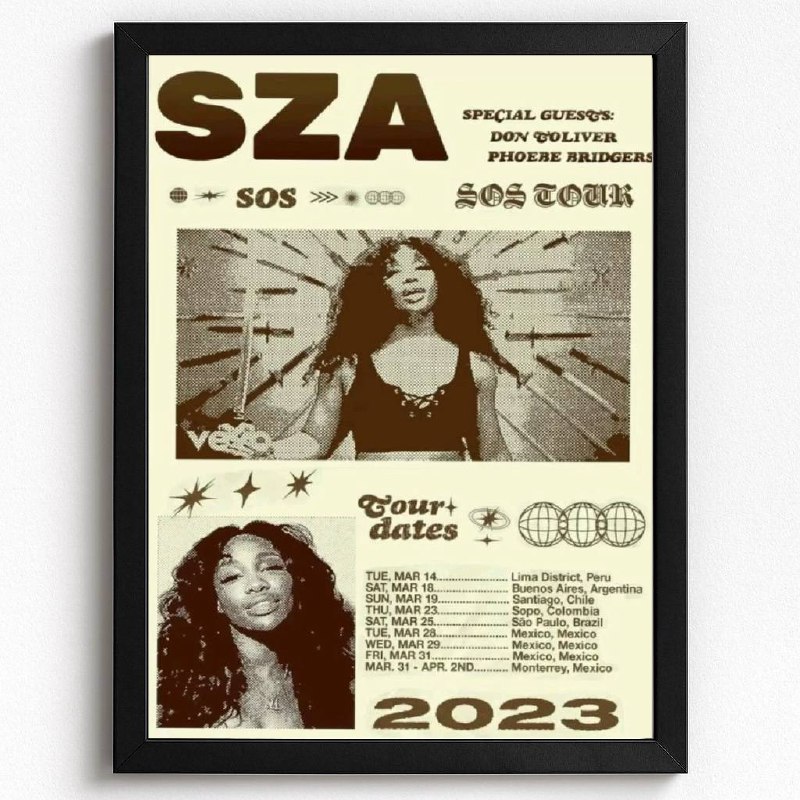 SZA
SPECIAL GUESTS:
DON TOLIVER
PHOEBE BRIDGERS
SOS >>>
SOS TOUR
vevo
Tour
dates
TUE, MAR 14........................ Lima District, Peru
SAT, MAR 18........................ Buenos Aires, Argentina
SUN, MAR 19........................ Santiago, Chile
THU, MAR 23........................ Sopo, Colombia
SAT, MAR 25........................ São Paulo, Brazil
TUE, MAR 28........................ Mexico, Mexico
WED, MAR 29........................ Mexico, Mexico
FRI, MAR 31........................ Mexico, Mexico
MAR. 31 - APR. 2ND........... Monterrey, Mexico
2023